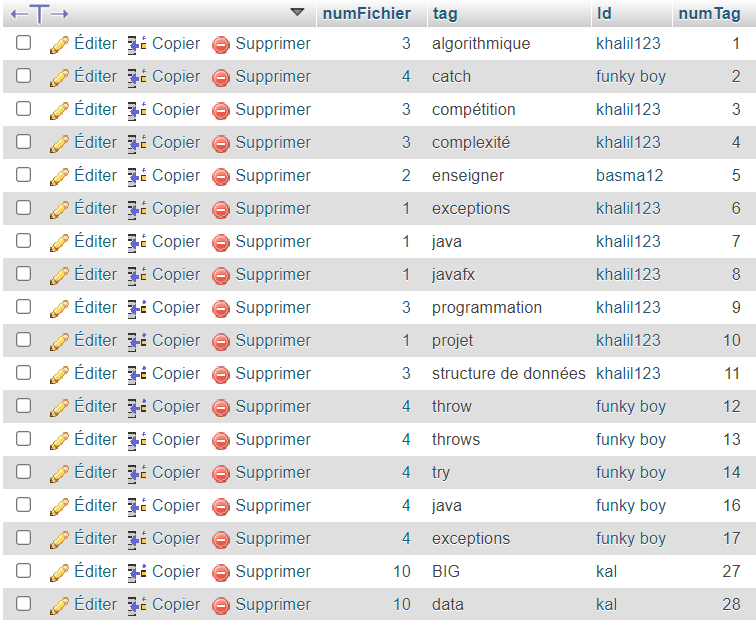 numFichier tag Id numTag
Éditer Copier Supprimer 3 algorithmique khalil123 1
Éditer Copier Supprimer 4 catch funky boy 2
Éditer Copier Supprimer 3 compétition khalil123 3
Éditer Copier Supprimer 3 complexité khalil123 4
Éditer Copier Supprimer 2 enseigner basma12 5
Éditer Copier Supprimer 1 exceptions khalil123 6
Éditer Copier Supprimer 1 java khalil123 7
Éditer Copier Supprimer 1 javafx khalil123 8
Éditer Copier Supprimer 3 programmation khalil123 9
Éditer Copier Supprimer 1 projet khalil123 10
Éditer Copier Supprimer 3 structure de données khalil123 11
Éditer Copier Supprimer 4 throw funky boy 12
Éditer Copier Supprimer 4 throws funky boy 13
Éditer Copier Supprimer 4 try funky boy 14
Éditer Copier Supprimer 4 java funky boy 16
Éditer Copier Supprimer 4 exceptions funky boy 17
Éditer Copier Supprimer 10 BIG kal 27
Éditer Copier Supprimer 10 data kal 28